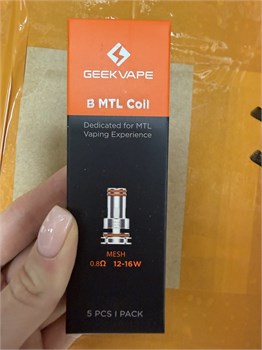 GEEKVAPE
B MTL Coil
Dedicated for MTL
Vaping Experience
MESH
0.8Ω 12-16W
5 PCS | PACK